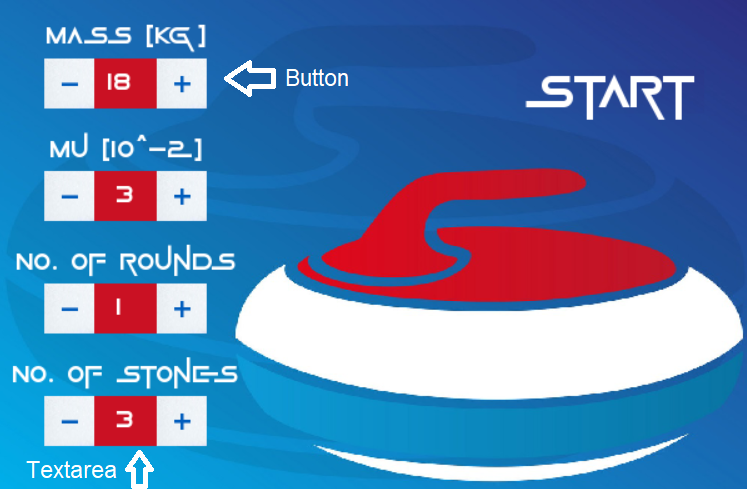 MASS [KG]
- 18 +
Button
START
MU [10^-2]
- 3 +
NO. OF ROUNDS
- 1 +
NO. OF STONES
- 3 +
Textarea